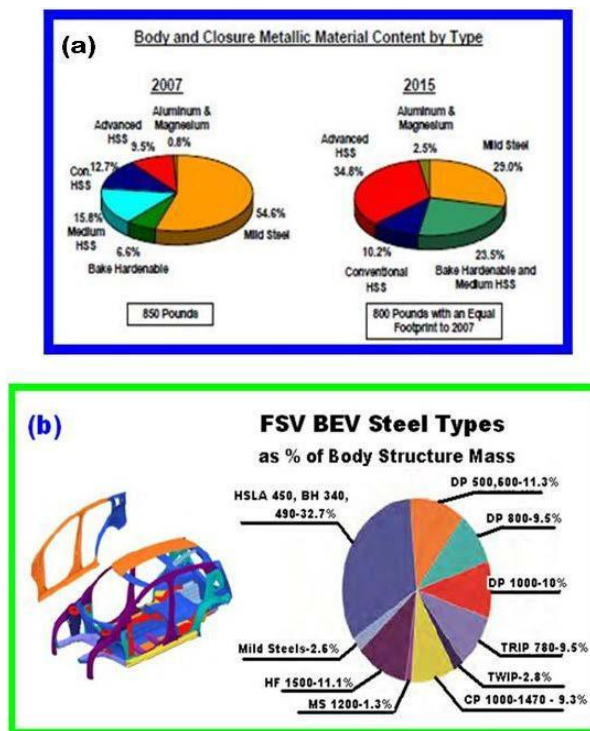 (a)
Body and Closure Metallic Material Content by Type
2007
Aluminum &
Magnesium
0.8%
Advanced
HSS
9.5%
Con.
HSS
12.7%
15.8%
Medium
HSS
6.6%
Bake Hardenable
54.6%
Mild Steel
850 Pounds
2015
Aluminum &
Magnesium
2.5%
Advanced
HSS
34.8%
Mild Steel
29.0%
10.2%
Conventional
HSS
23.5%
Bake Hardenable and
Medium HSS
800 Pounds with an Equal
Footprint to 2007
(b)
FSV BEV Steel Types
as % of Body Structure Mass
HSLA 450, BH 340,
490-32.7%
DP 500,600-11.3%
DP 800-9.5%
DP 1000-10%
TRIP 780-9.5%
TWIP-2.8%
CP 1000-1470 - 9.3%
MS 1200-1.3%
HF 1500-11.1%
Mild Steels-2.6%